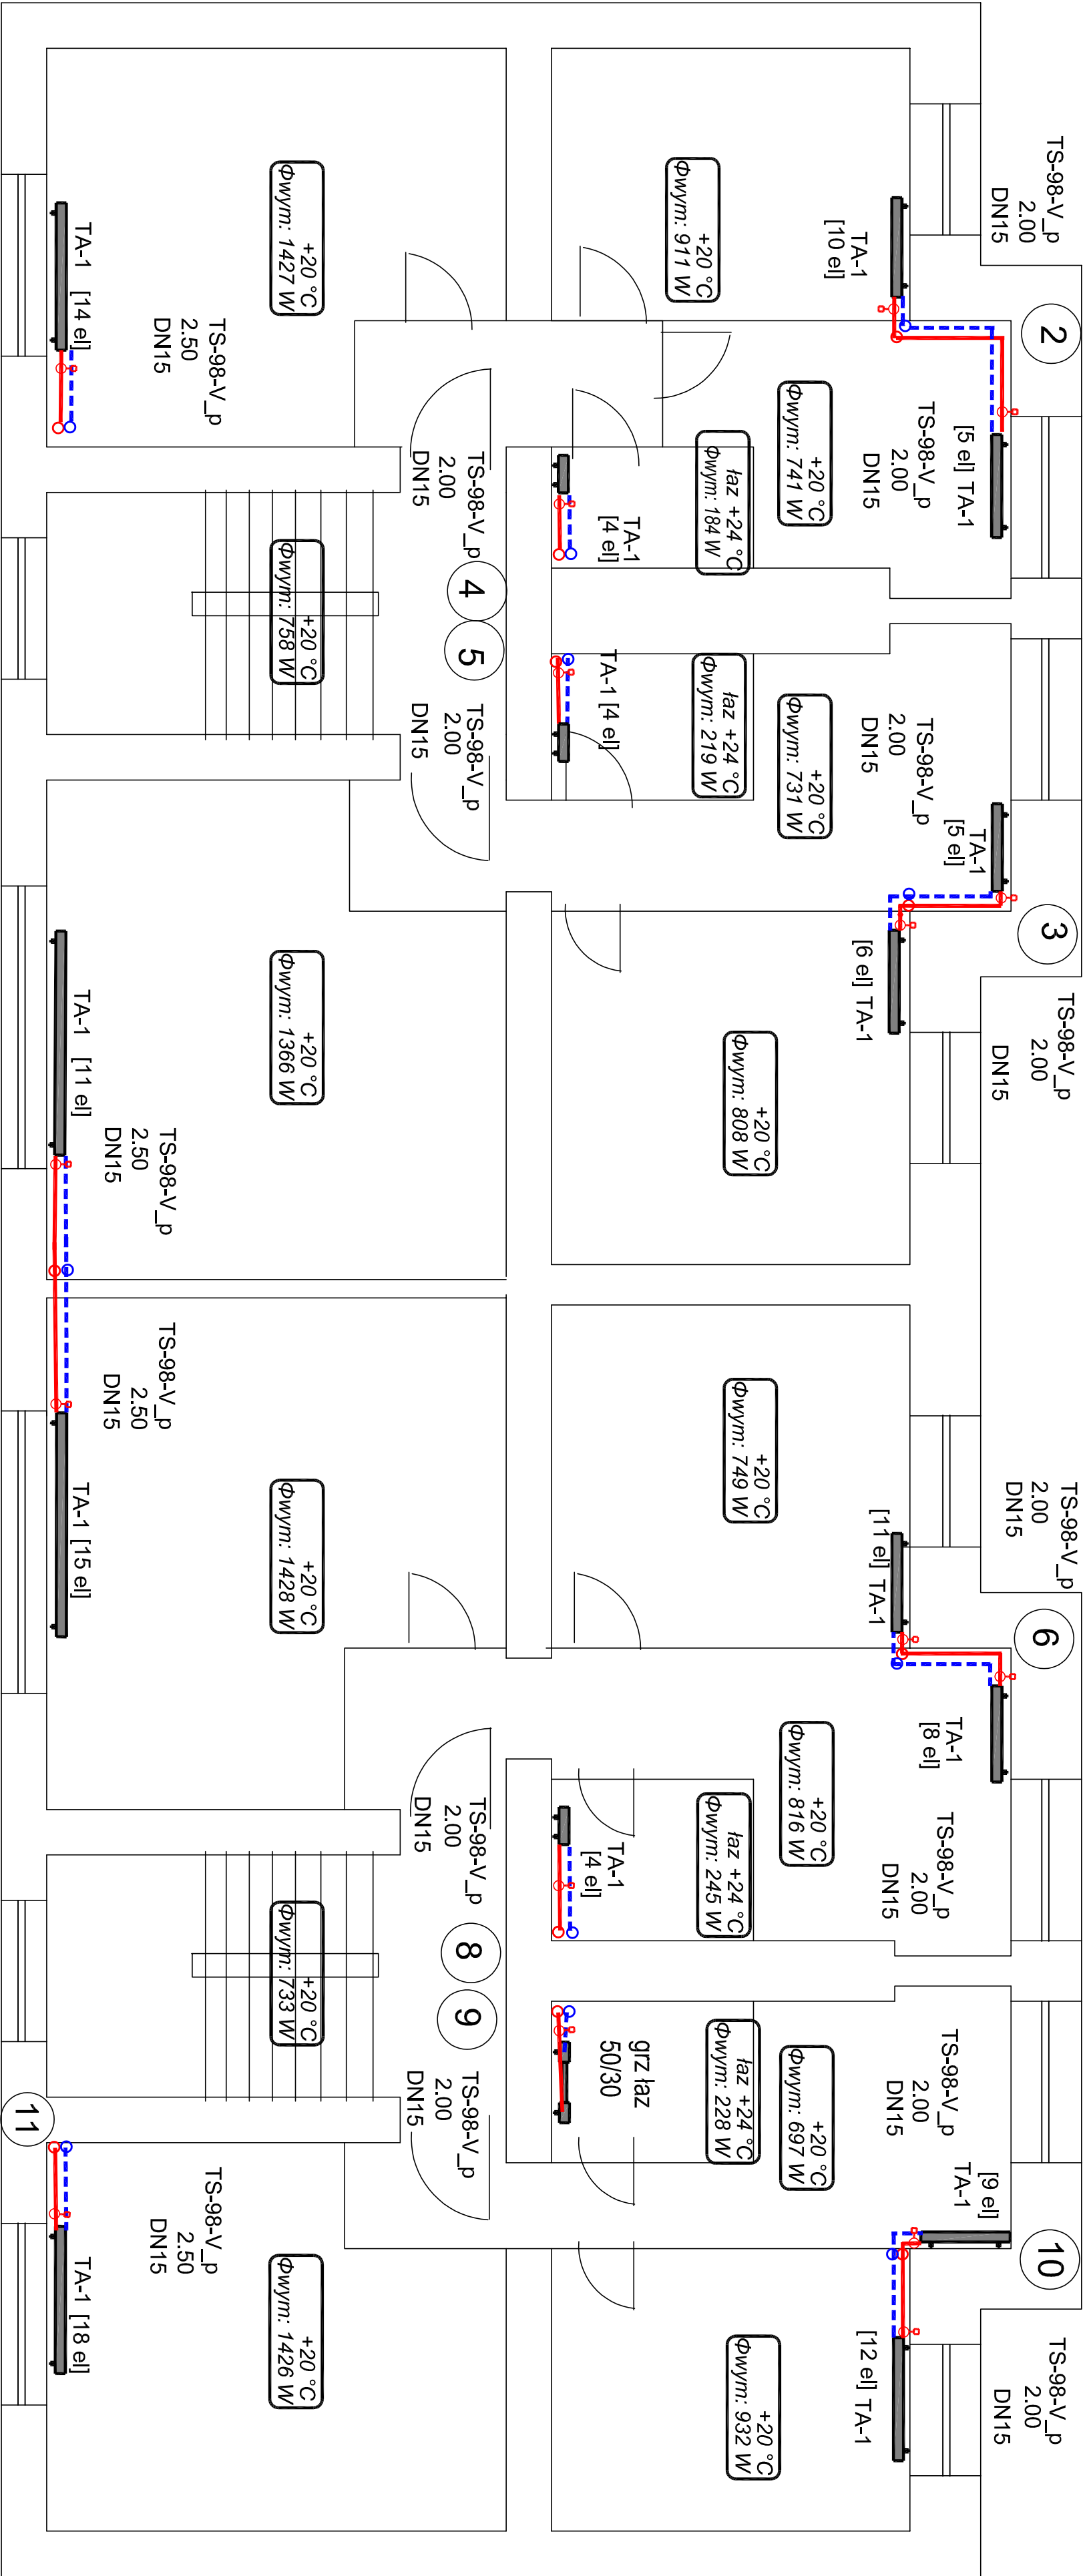 TS-98-V_p
2.00
DN15
2
TA-1
[10 el]
+20 °C
Φwym: 911 W
+20 °C
Φwym: 1427 W
TA-1 [14 el]
TS-98-V_p
2.50
DN15
[5 el] TA-1
TS-98-V_p
2.00
DN15
+20 °C
Φwym: 741 W
łaz +24 °C
Φwym: 184 W
TA-1
[4 el]
TS-98-V_p
2.00
DN15
4
5
+20 °C
Φwym: 758 W
TA-1 [4 el]
łaz +24 °C
Φwym: 219 W
+20 °C
Φwym: 731 W
TS-98-V_p
2.00
DN15
TS-98-V_p
2.00
DN15
TA-1
[5 el]
3
[6 el] TA-1
TS-98-V_p
2.00
DN15
+20 °C
Φwym: 808 W
+20 °C
Φwym: 1366 W
TA-1 [11 el]
TS-98-V_p
2.50
DN15
TS-98-V_p
2.50
DN15
TA-1 [15 el]
+20 °C
Φwym: 1428 W
+20 °C
Φwym: 749 W
[11 el] TA-1
TS-98-V_p
2.00
DN15
6
TA-1
[8 el]
TS-98-V_p
2.00
DN15
+20 °C
Φwym: 816 W
łaz +24 °C
Φwym: 245 W
TA-1
[4 el]
TS-98-V_p
2.00
DN15
8
9
+20 °C
Φwym: 733 W
grz łaz
50/30
łaz +24 °C
Φwym: 228 W
+20 °C
Φwym: 697 W
TS-98-V_p
2.00
DN15
TS-98-V_p
2.00
DN15
[9 el]
TA-1
10
[12 el] TA-1
TS-98-V_p
2.00
DN15
+20 °C
Φwym: 932 W
11
TS-98-V_p
2.50
DN15
TA-1 [18 el]
+20 °C
Φwym: 1426 W